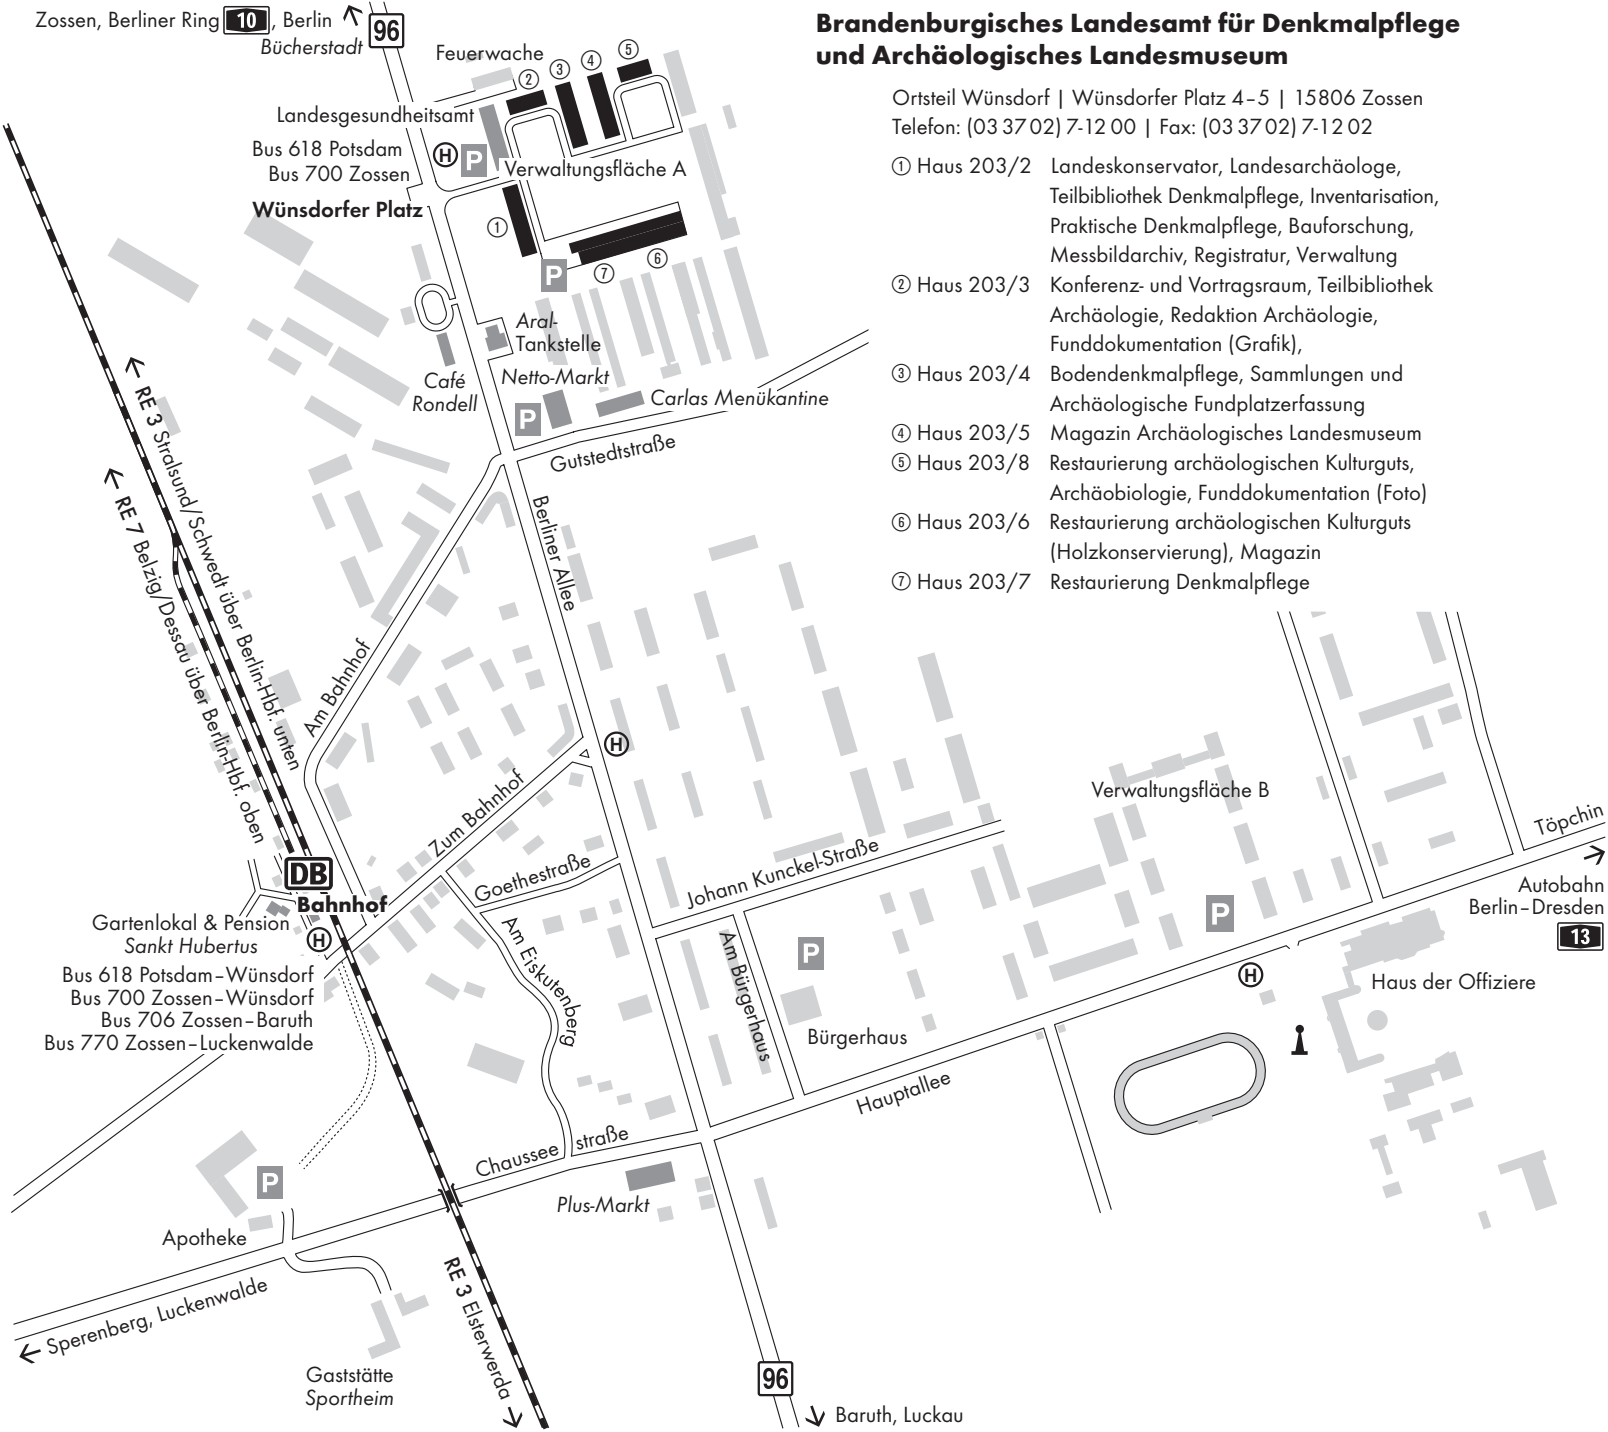 Zossen, Berliner Ring 10, Berlin
Bücherstadt
96
Brandenburgisches Landesamt für Denkmalpflege
und Archäologisches Landesmuseum
Ortsteil Wünsdorf | Wünsdorfer Platz 4–5 | 15806 Zossen
Telefon: (03 37 02) 7-12 00 | Fax: (03 37 02) 7-12 02
① Haus 203/2 Landeskonservator, Landesarchäologe,
Teilbibliothek Denkmalpflege, Inventarisation,
Praktische Denkmalpflege, Bauforschung,
Messbildarchiv, Registratur, Verwaltung
② Haus 203/3 Konferenz- und Vortragsraum, Teilbibliothek
Archäologie, Redaktion Archäologie,
Funddokumentation (Grafik),
③ Haus 203/4 Bodendenkmalpflege, Sammlungen und
Archäologische Fundplatzerfassung
④ Haus 203/5 Magazin Archäologisches Landesmuseum
⑤ Haus 203/8 Restaurierung archäologischen Kulturguts,
Archäobiologie, Funddokumentation (Foto)
⑥ Haus 203/6 Restaurierung archäologischen Kulturguts
(Holzkonservierung), Magazin
⑦ Haus 203/7 Restaurierung Denkmalpflege
Feuerwache
② ③ ④ ⑤
Landesgesundheitsamt
Bus 618 Potsdam
Bus 700 Zossen
H P
Verwaltungsfläche A
Wünsdorfer Platz
①
⑥
⑦
P
Aral-
Tankstelle
Café
Rondell
Netto-Markt
P
Carlas Menükantine
Gutstedtstraße
RE 3 Stralsund/Schwedt über Berlin-Hbf. unten
RE 7 Belzig/Dessau über Berlin-Hbf. oben
Berliner Allee
Am Bahnhof
H
Zum Bahnhof
Verwaltungsfläche B
Töpchin
Autobahn
Berlin–Dresden
13
Goethestraße
Johann Kunckel-Straße
DB
Bahnhof
Gartenlokal & Pension
Sankt Hubertus
H
Bus 618 Potsdam–Wünsdorf
Bus 700 Zossen–Wünsdorf
Bus 706 Zossen–Baruth
Bus 770 Zossen–Luckenwalde
Am Eiskutenberg
Am Bürgerhaus
P
P
H
Haus der Offiziere
Bürgerhaus
Hauptallee
Chausseestraße
Plus-Markt
P
Apotheke
Sperenberg, Luckenwalde
RE 3 Elsterwerda
Gaststätte
Sportheim
96
Baruth, Luckau